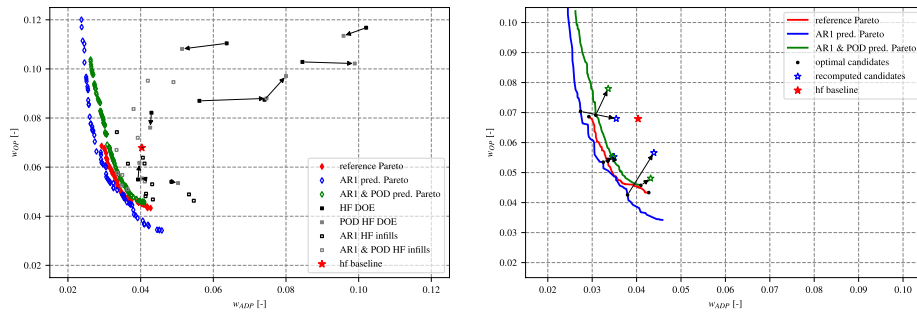 0.12
0.10
0.08
0.06
0.04
0.02
w_OP [-]
0.02 0.04 0.06 0.08 0.10 0.12
w_ADP [-]
reference Pareto
AR1 pred. Pareto
AR1 & POD pred. Pareto
HF DOE
POD HF DOE
AR1 HF infills
AR1 & POD HF infills
hf baseline
0.10
0.09
0.08
0.07
0.06
0.05
0.04
0.03
0.02
w_OP [-]
0.02 0.03 0.04 0.05 0.06 0.07 0.08 0.09 0.10
w_ADP [-]
reference Pareto
AR1 pred. Pareto
AR1 & POD pred. Pareto
optimal candidates
recomputed candidates
hf baseline